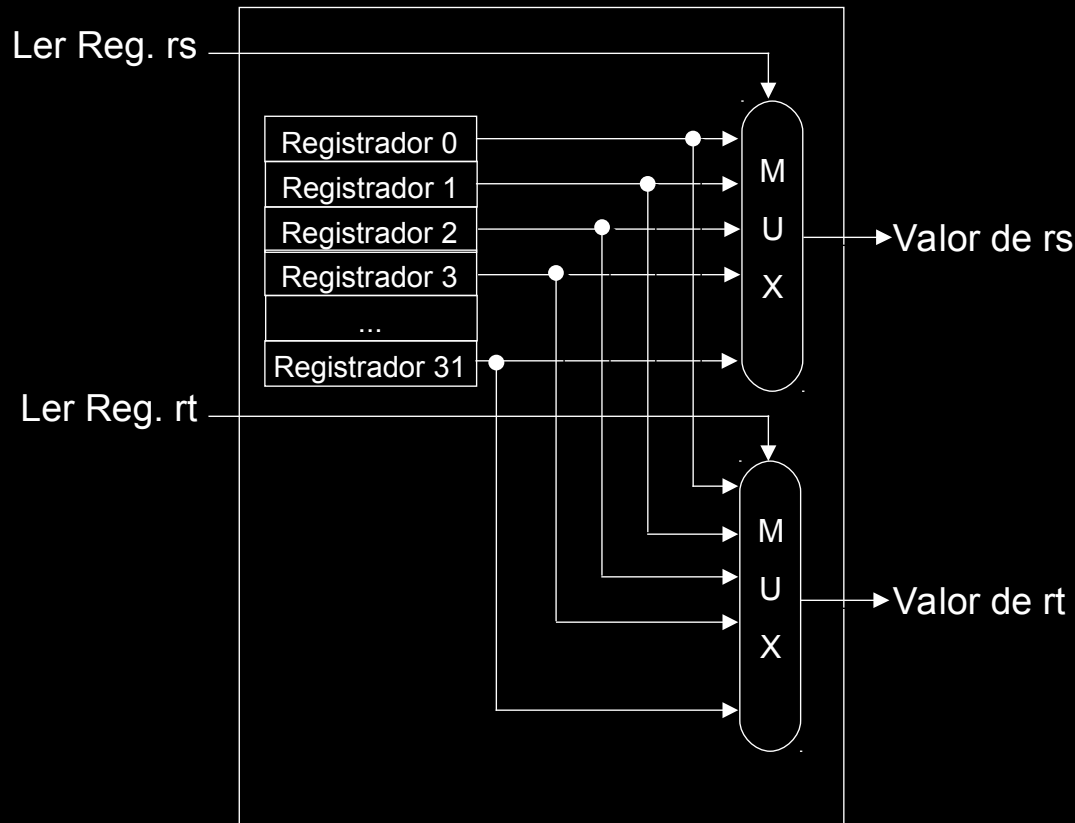 Ler Reg. rs
Registrador 0
Registrador 1
Registrador 2
Registrador 3
...
Registrador 31
M
U
X
Valor de rs
Ler Reg. rt
M
U
X
Valor de rt